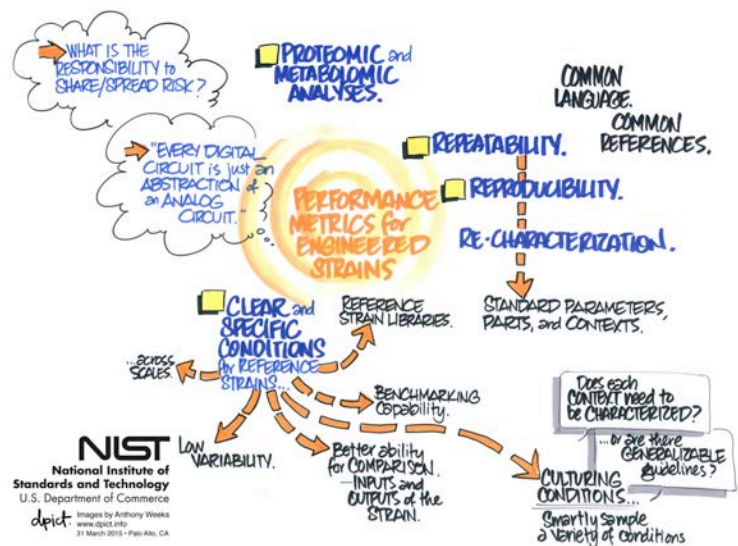 WHAT IS THE
RESPONSIBILITY to
SHARE/SPREAD RISK?
"EVERY DIGITAL
CIRCUIT is just an
ABSTRACTION of
an ANALOG
CIRCUIT."
PROTEOMIC and
METABOLOMIC
ANALYSES.
COMMON
LANGUAGE.
COMMON
REFERENCES.
REPEATABILITY.
REPRODUCIBILITY.
RE-CHARACTERIZATION.
STANDARD PARAMETERS,
PARTS, and CONTEXTS.
PERFORMANCE
METRICS for
ENGINEERED
STRAINS
CLEAR and
SPECIFIC
CONDITIONS
for REFERENCE
STRAINS...
REFERENCE
STRAIN LIBRARIES.
...across
SCALES.
Low
VARIABILITY.
Better ability
for COMPARISON.
—INPUTS and
OUTPUTS of the
STRAIN.
BENCHMARKING
Capability.
Does each
CONTEXT need to
be CHARACTERIZED?
...or are there
GENERALIZABLE
guidelines?
CULTURING
CONDITIONS...
Smartly sample
a variety of conditions
NIST
National Institute of
Standards and Technology
U.S. Department of Commerce
dpict.
Images by Anthony Weeks
www.dpict.info
31 March 2015 • Palo Alto, CA